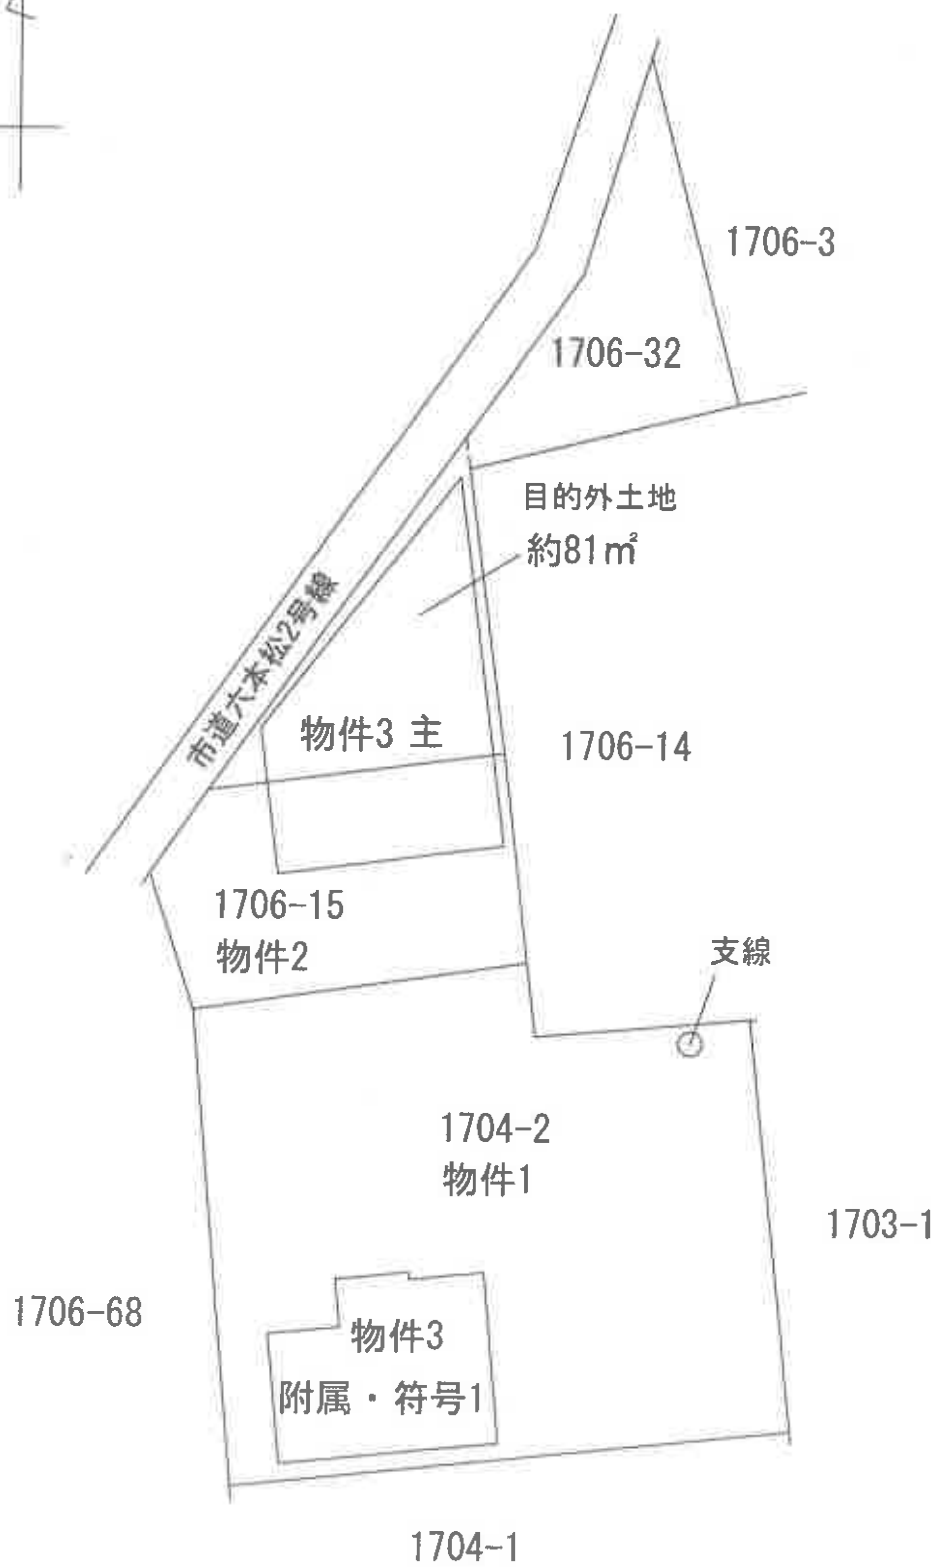 1706-3
1706-32
目的外土地
約81㎡
市道六本松2号線
物件3 主
1706-14
1706-15
物件2
支線
1704-2
物件1
1703-1
1706-68
物件3
附属・符号1
1704-1